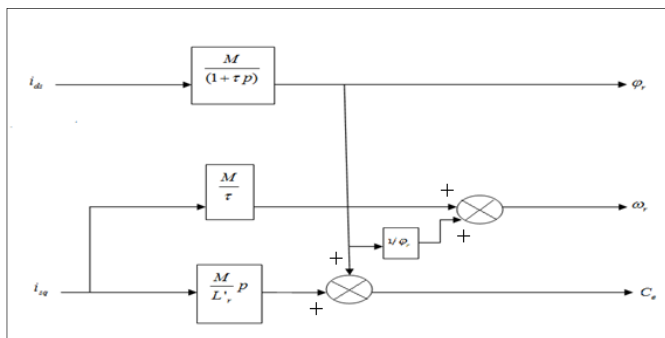 i_ds
M
(1 + τ p)
φ_r
M
τ
+
ω_r
+
1/φ_r
+
i_sq
M
L'_r
p
+
C_e